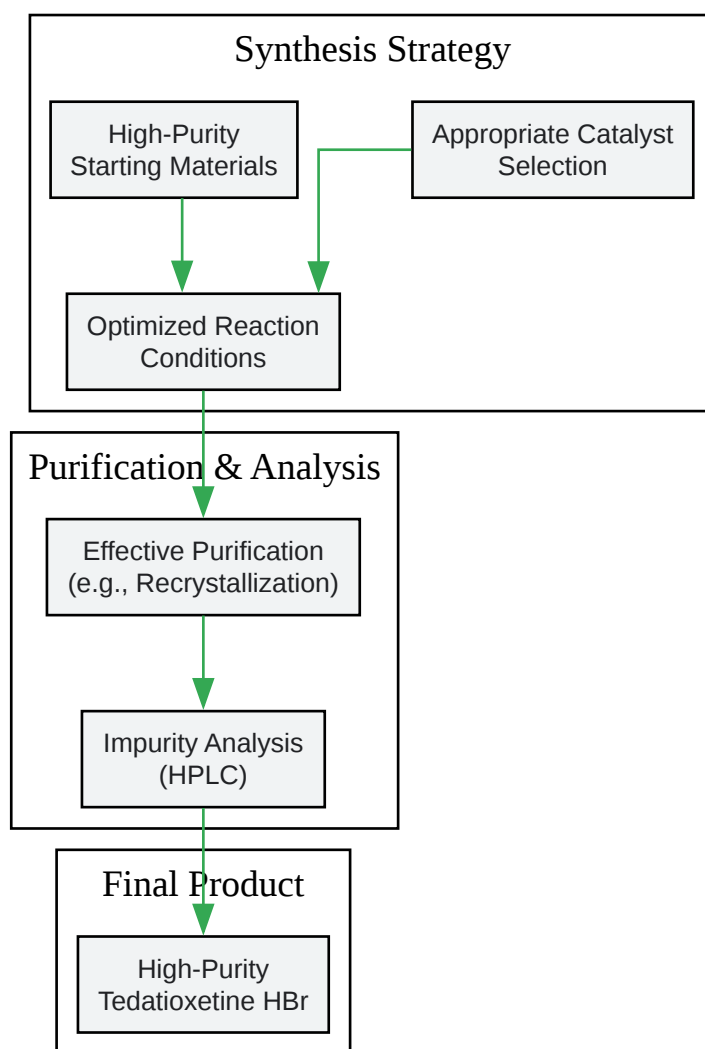 Synthesis Strategy
High-Purity
Starting Materials
Appropriate Catalyst
Selection
Optimized Reaction
Conditions
Purification & Analysis
Effective Purification
(e.g., Recrystallization)
Impurity Analysis
(HPLC)
Final Product
High-Purity
Tedatioxetine HBr